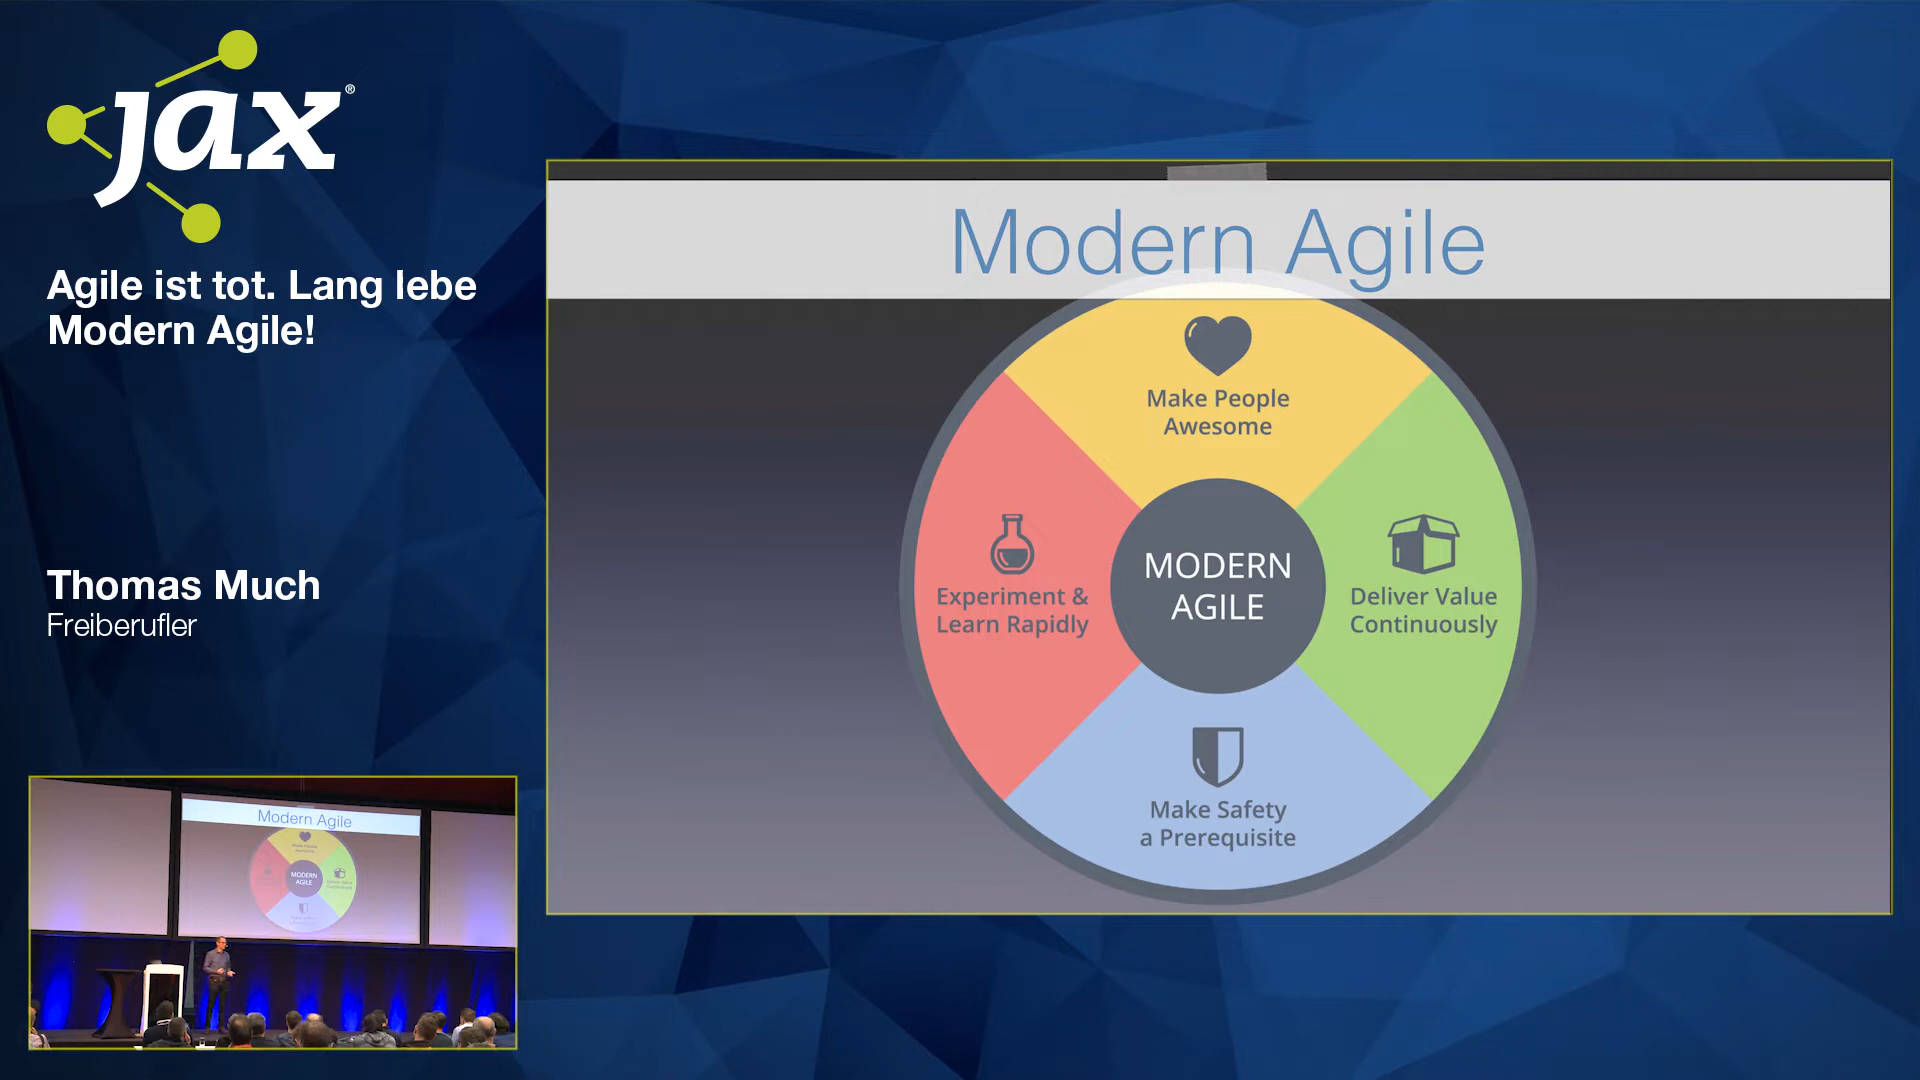 jax®
Agile ist tot. Lang lebe
Modern Agile!
Thomas Much
Freiberufler
Modern Agile
Make People
Awesome
Experiment &
Learn Rapidly
MODERN
AGILE
Deliver Value
Continuously
Make Safety
a Prerequisite
Modern Agile
MODERN
AGILE